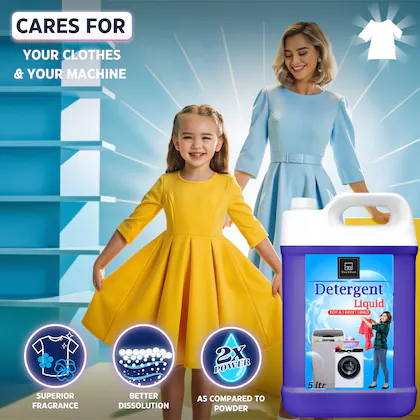 CARES FOR
YOUR CLOTHES
& YOUR MACHINE
Detergent
Liquid
5 ltr
SUPERIOR
FRAGRANCE
BETTER
DISSOLUTION
2X
POWER
AS COMPARED TO
POWDER